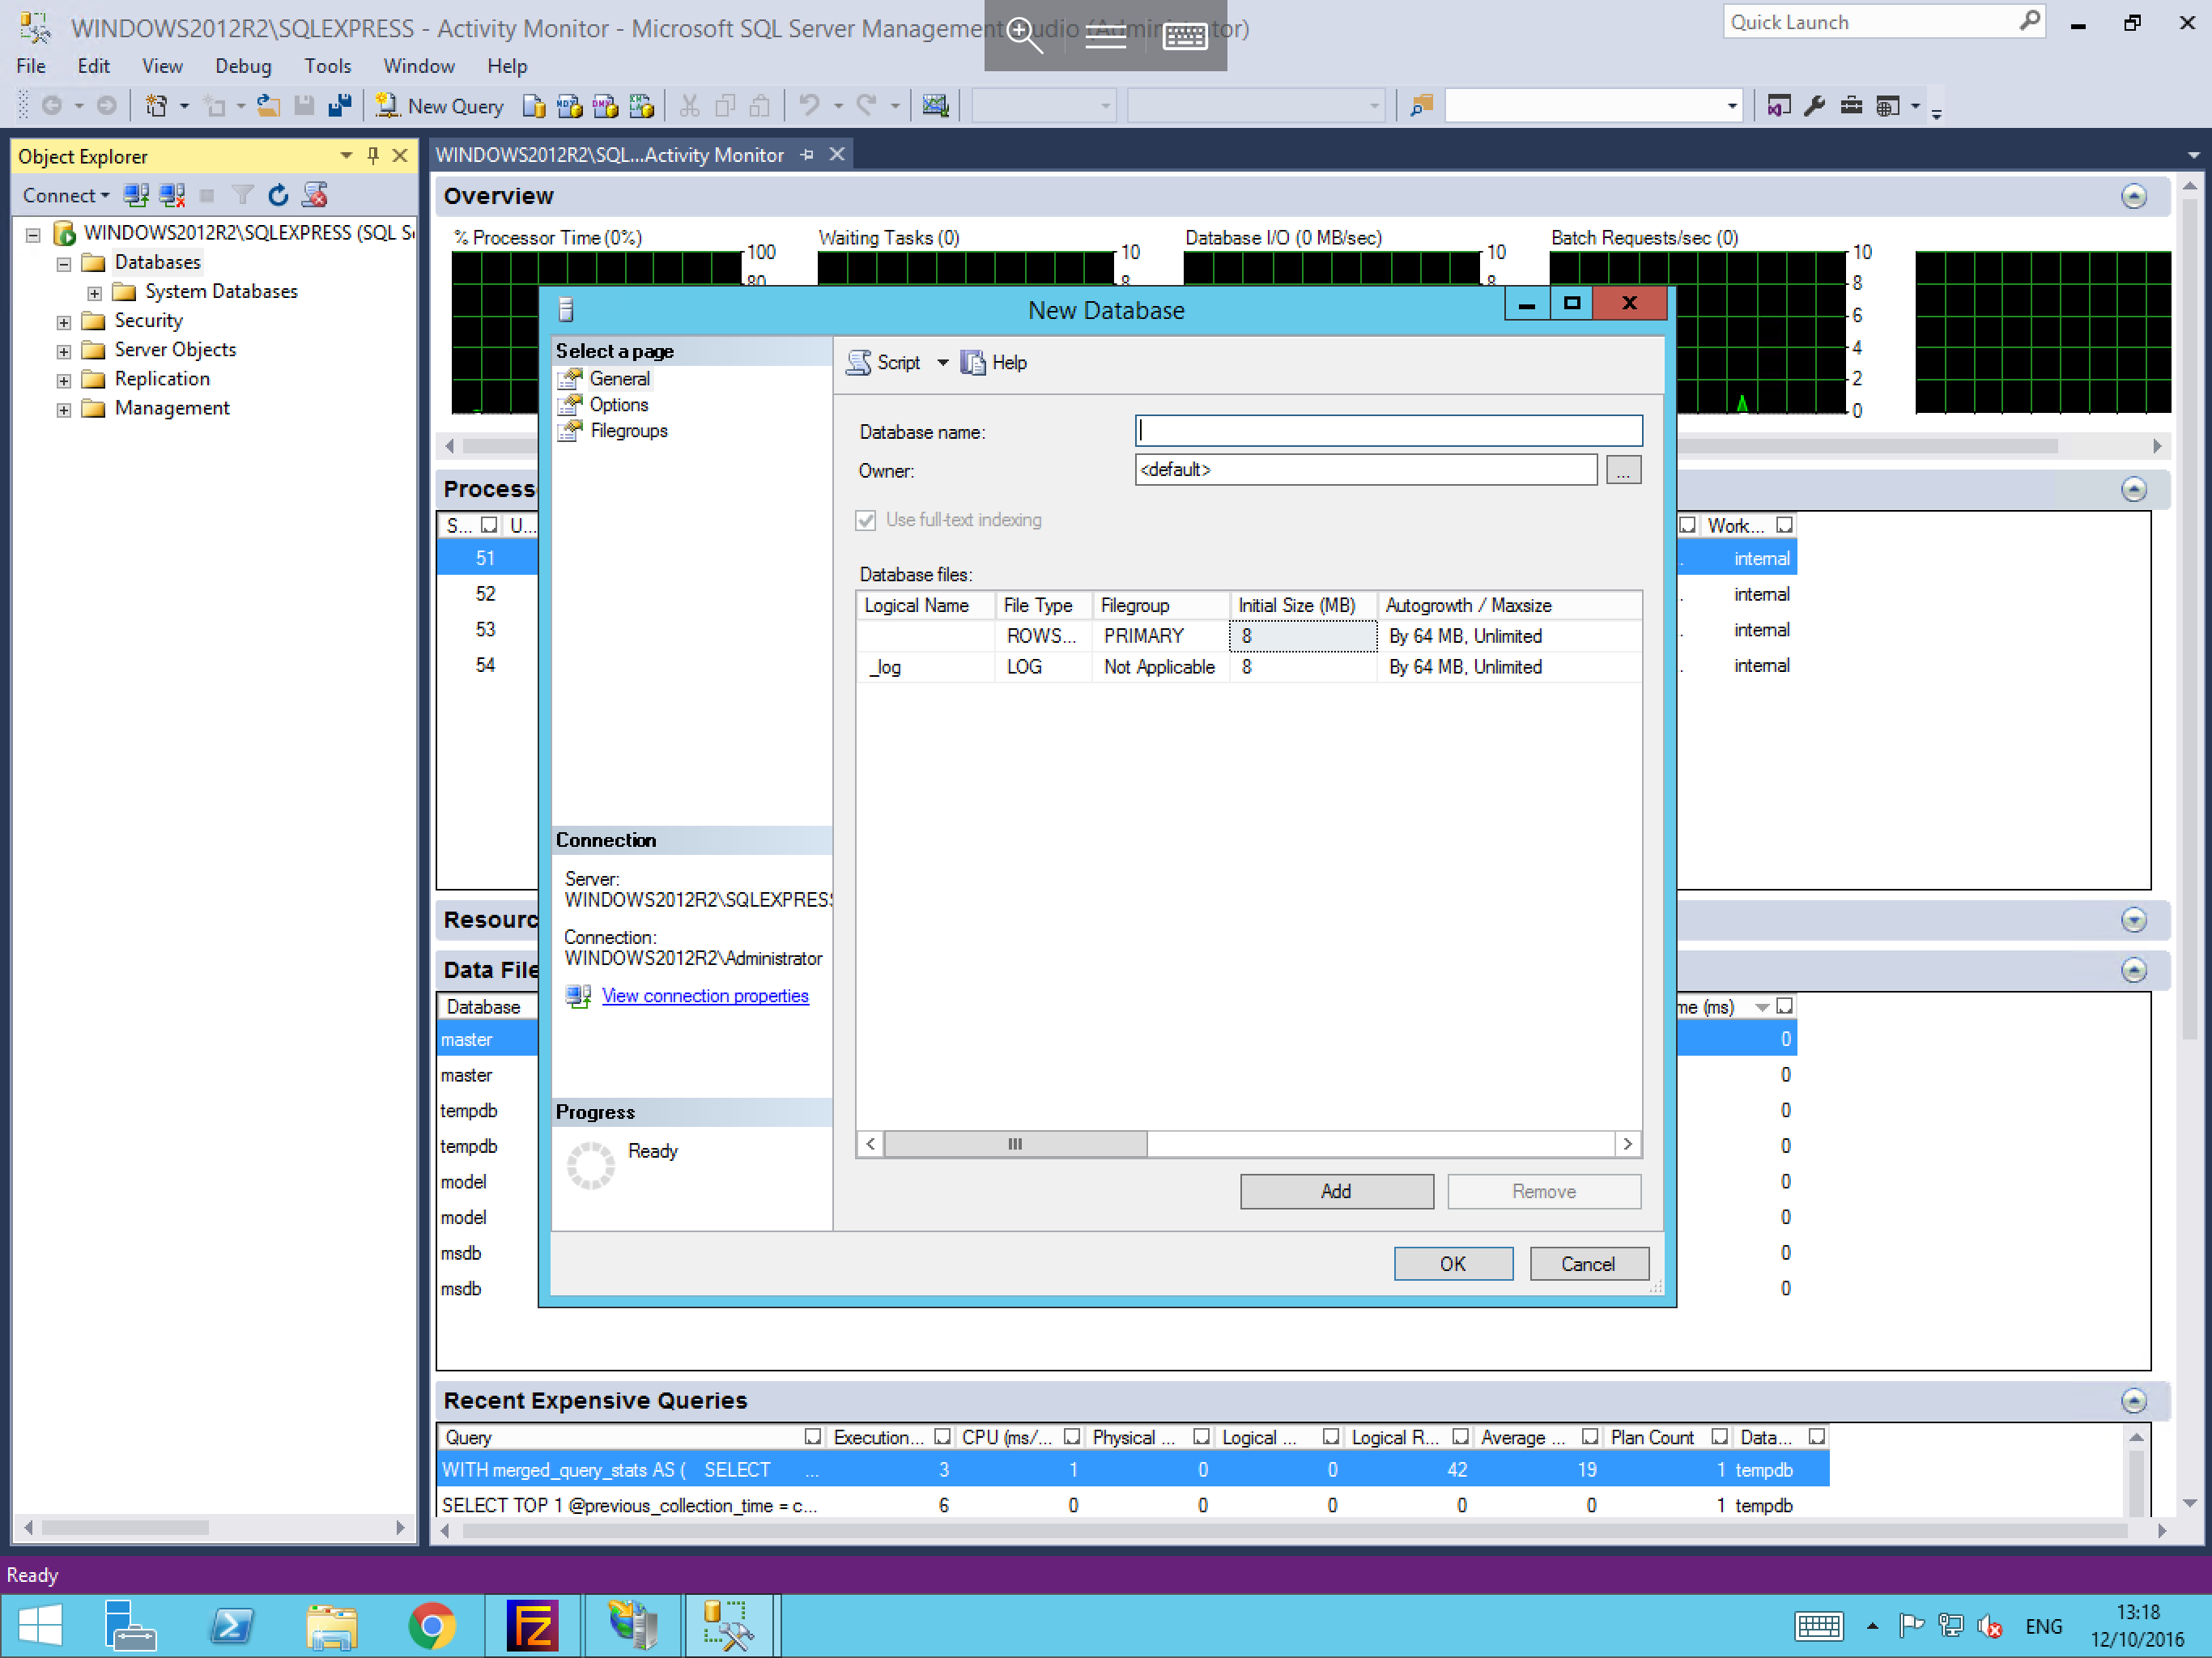 WINDOWS2012R2\SQLEXPRESS - Activity Monitor - Microsoft SQL Server Management Studio (Administrator)
Quick Launch
File Edit View Debug Tools Window Help
New Query
Object Explorer
WINDOWS2012R2\SQL...Activity Monitor
Connect
WINDOWS2012R2\SQLEXPRESS (SQL S
Databases
System Databases
Security
Server Objects
Replication
Management
Overview
% Processor Time (0%)
100
80
Waiting Tasks (0)
10
8
Database I/O (0 MB/sec)
10
8
Batch Requests/sec (0)
10
8
6
4
2
0
New Database
Select a page
General
Options
Filegroups
Script Help
Database name:
Owner: <default> ...
Use full-text indexing
Database files:
Logical Name File Type Filegroup Initial Size (MB) Autogrowth / Maxsize
ROWS... PRIMARY 8 By 64 MB, Unlimited
_log LOG Not Applicable 8 By 64 MB, Unlimited
Connection
Server:
WINDOWS2012R2\SQLEXPRESS
Connection:
WINDOWS2012R2\Administrator
View connection properties
Progress
Ready
Add Remove
OK Cancel
Process
S... U... Work...
51 internal
52 internal
53 internal
54 internal
Resourc
Data File
Database me (ms)
master 0
master 0
tempdb 0
tempdb 0
model 0
model 0
msdb 0
msdb 0
Recent Expensive Queries
Query Execution... CPU (ms/... Physical ... Logical ... Logical R... Average ... Plan Count Data...
WITH merged_query_stats AS ( SELECT ... 3 1 0 0 42 19 1 tempdb
SELECT TOP 1 @previous_collection_time = c... 6 0 0 0 0 0 1 tempdb
Ready
ENG
13:18
12/10/2016